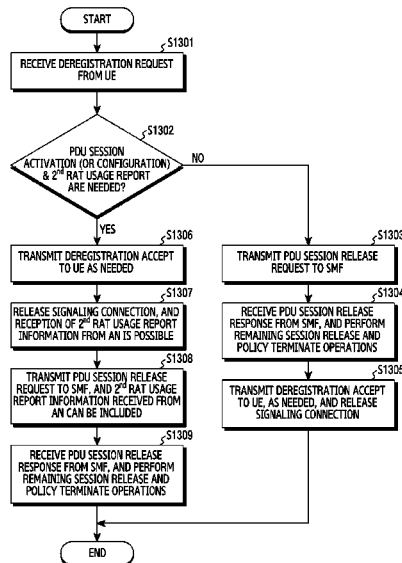 START
S1301
RECEIVE DEREGISTRATION REQUEST
FROM UE
S1302
PDU SESSION
ACTIVATION (OR CONFIGURATION)
& 2nd RAT USAGE REPORT
ARE NEEDED?
NO
YES
S1306
TRANSMIT DEREGISTRATION ACCEPT
TO UE AS NEEDED
S1307
RELEASE SIGNALING CONNECTION, AND
RECEPTION OF 2nd RAT USAGE REPORT
INFORMATION FROM AN IS POSSIBLE
S1308
TRANSMIT PDU SESSION RELEASE
REQUEST TO SMF, AND 2nd RAT USAGE
REPORT INFORMATION RECEIVED FROM
AN CAN BE INCLUDED
S1309
RECEIVE PDU SESSION RELEASE
RESPONSE FROM SMF, AND PERFORM
REMAINING SESSION RELEASE AND
POLICY TERMINATE OPERATIONS
S1303
TRANSMIT PDU SESSION RELEASE
REQUEST TO SMF
S1304
RECEIVE PDU SESSION RELEASE
RESPONSE FROM SMF, AND PERFORM
REMAINING SESSION RELEASE AND
POLICY TERMINATE OPERATIONS
S1305
TRANSMIT DEREGISTRATION ACCEPT
TO UE, AS NEEDED, AND RELEASE
SIGNALING CONNECTION
END